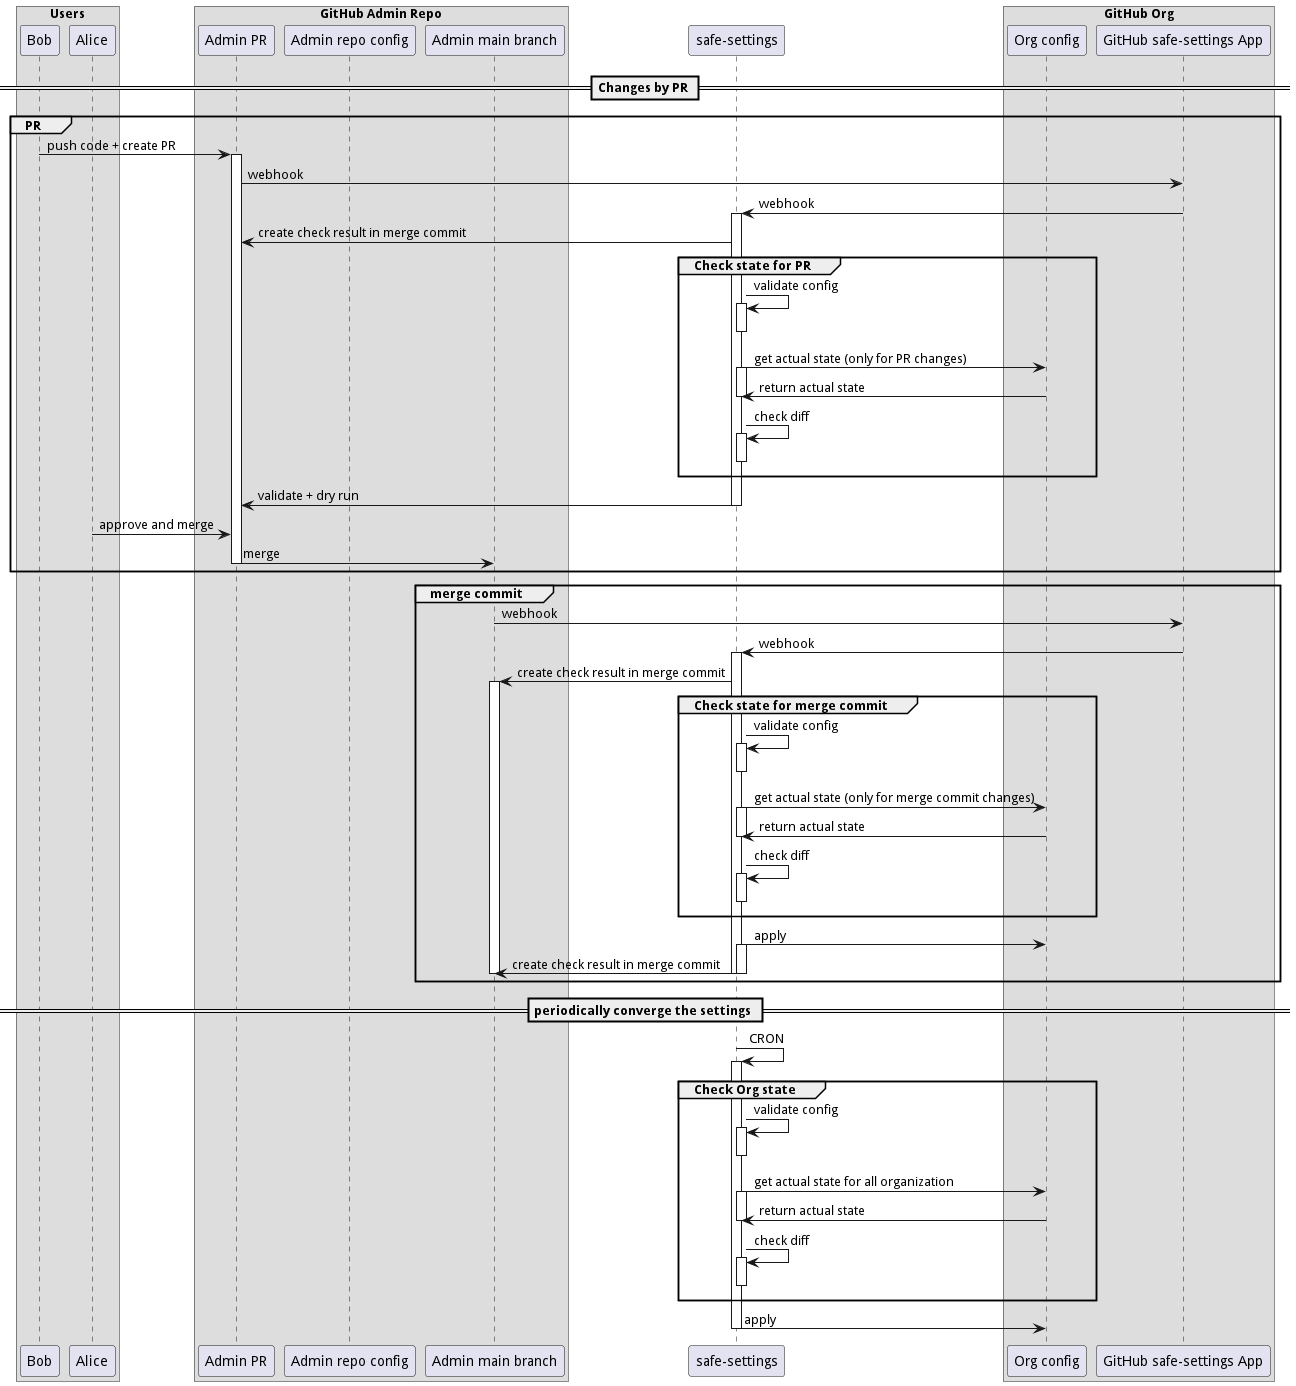 Users
GitHub Admin Repo
GitHub Org
Bob
Alice
Admin PR
Admin repo config
Admin main branch
safe-settings
Org config
GitHub safe-settings App
Changes by PR
PR
push code + create PR
webhook
webhook
create check result in merge commit
Check state for PR
validate config
get actual state (only for PR changes)
return actual state
check diff
validate + dry run
approve and merge
merge
merge commit
webhook
webhook
create check result in merge commit
Check state for merge commit
validate config
get actual state (only for merge commit changes)
return actual state
check diff
apply
create check result in merge commit
periodically converge the settings
CRON
Check Org state
validate config
get actual state for all organization
return actual state
check diff
apply
Bob
Alice
Admin PR
Admin repo config
Admin main branch
safe-settings
Org config
GitHub safe-settings App